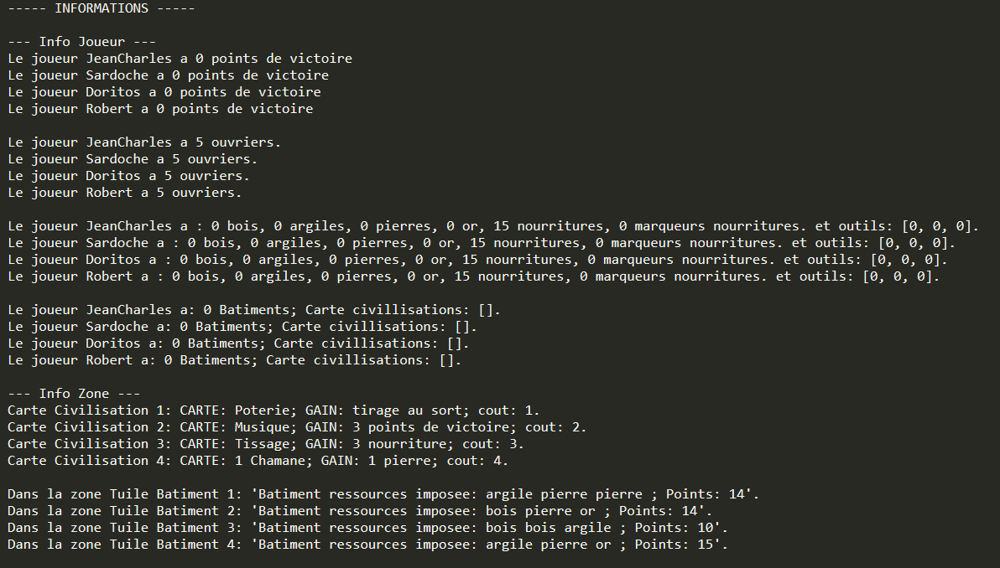 ----- INFORMATIONS -----
--- Info Joueur ---
Le joueur JeanCharles a 0 points de victoire
Le joueur Sardoche a 0 points de victoire
Le joueur Doritos a 0 points de victoire
Le joueur Robert a 0 points de victoire
Le joueur JeanCharles a 5 ouvriers.
Le joueur Sardoche a 5 ouvriers.
Le joueur Doritos a 5 ouvriers.
Le joueur Robert a 5 ouvriers.
Le joueur JeanCharles a : 0 bois, 0 argiles, 0 pierres, 0 or, 15 nourritures, 0 marqueurs nourritures. et outils: [0, 0, 0].
Le joueur Sardoche a : 0 bois, 0 argiles, 0 pierres, 0 or, 15 nourritures, 0 marqueurs nourritures. et outils: [0, 0, 0].
Le joueur Doritos a : 0 bois, 0 argiles, 0 pierres, 0 or, 15 nourritures, 0 marqueurs nourritures. et outils: [0, 0, 0].
Le joueur Robert a : 0 bois, 0 argiles, 0 pierres, 0 or, 15 nourritures, 0 marqueurs nourritures. et outils: [0, 0, 0].
Le joueur JeanCharles a: 0 Batiments; Carte civillisations: [].
Le joueur Sardoche a: 0 Batiments; Carte civillisations: [].
Le joueur Doritos a: 0 Batiments; Carte civillisations: [].
Le joueur Robert a: 0 Batiments; Carte civillisations: [].
--- Info Zone ---
Carte Civilisation 1: CARTE: Poterie; GAIN: tirage au sort; cout: 1.
Carte Civilisation 2: CARTE: Musique; GAIN: 3 points de victoire; cout: 2.
Carte Civilisation 3: CARTE: Tissage; GAIN: 3 nourriture; cout: 3.
Carte Civilisation 4: CARTE: 1 Chamane; GAIN: 1 pierre; cout: 4.
Dans la zone Tuile Batiment 1: 'Batiment ressources imposee: argile pierre pierre ; Points: 14'.
Dans la zone Tuile Batiment 2: 'Batiment ressources imposee: bois pierre or ; Points: 14'.
Dans la zone Tuile Batiment 3: 'Batiment ressources imposee: bois bois argile ; Points: 10'.
Dans la zone Tuile Batiment 4: 'Batiment ressources imposee: argile pierre or ; Points: 15'.